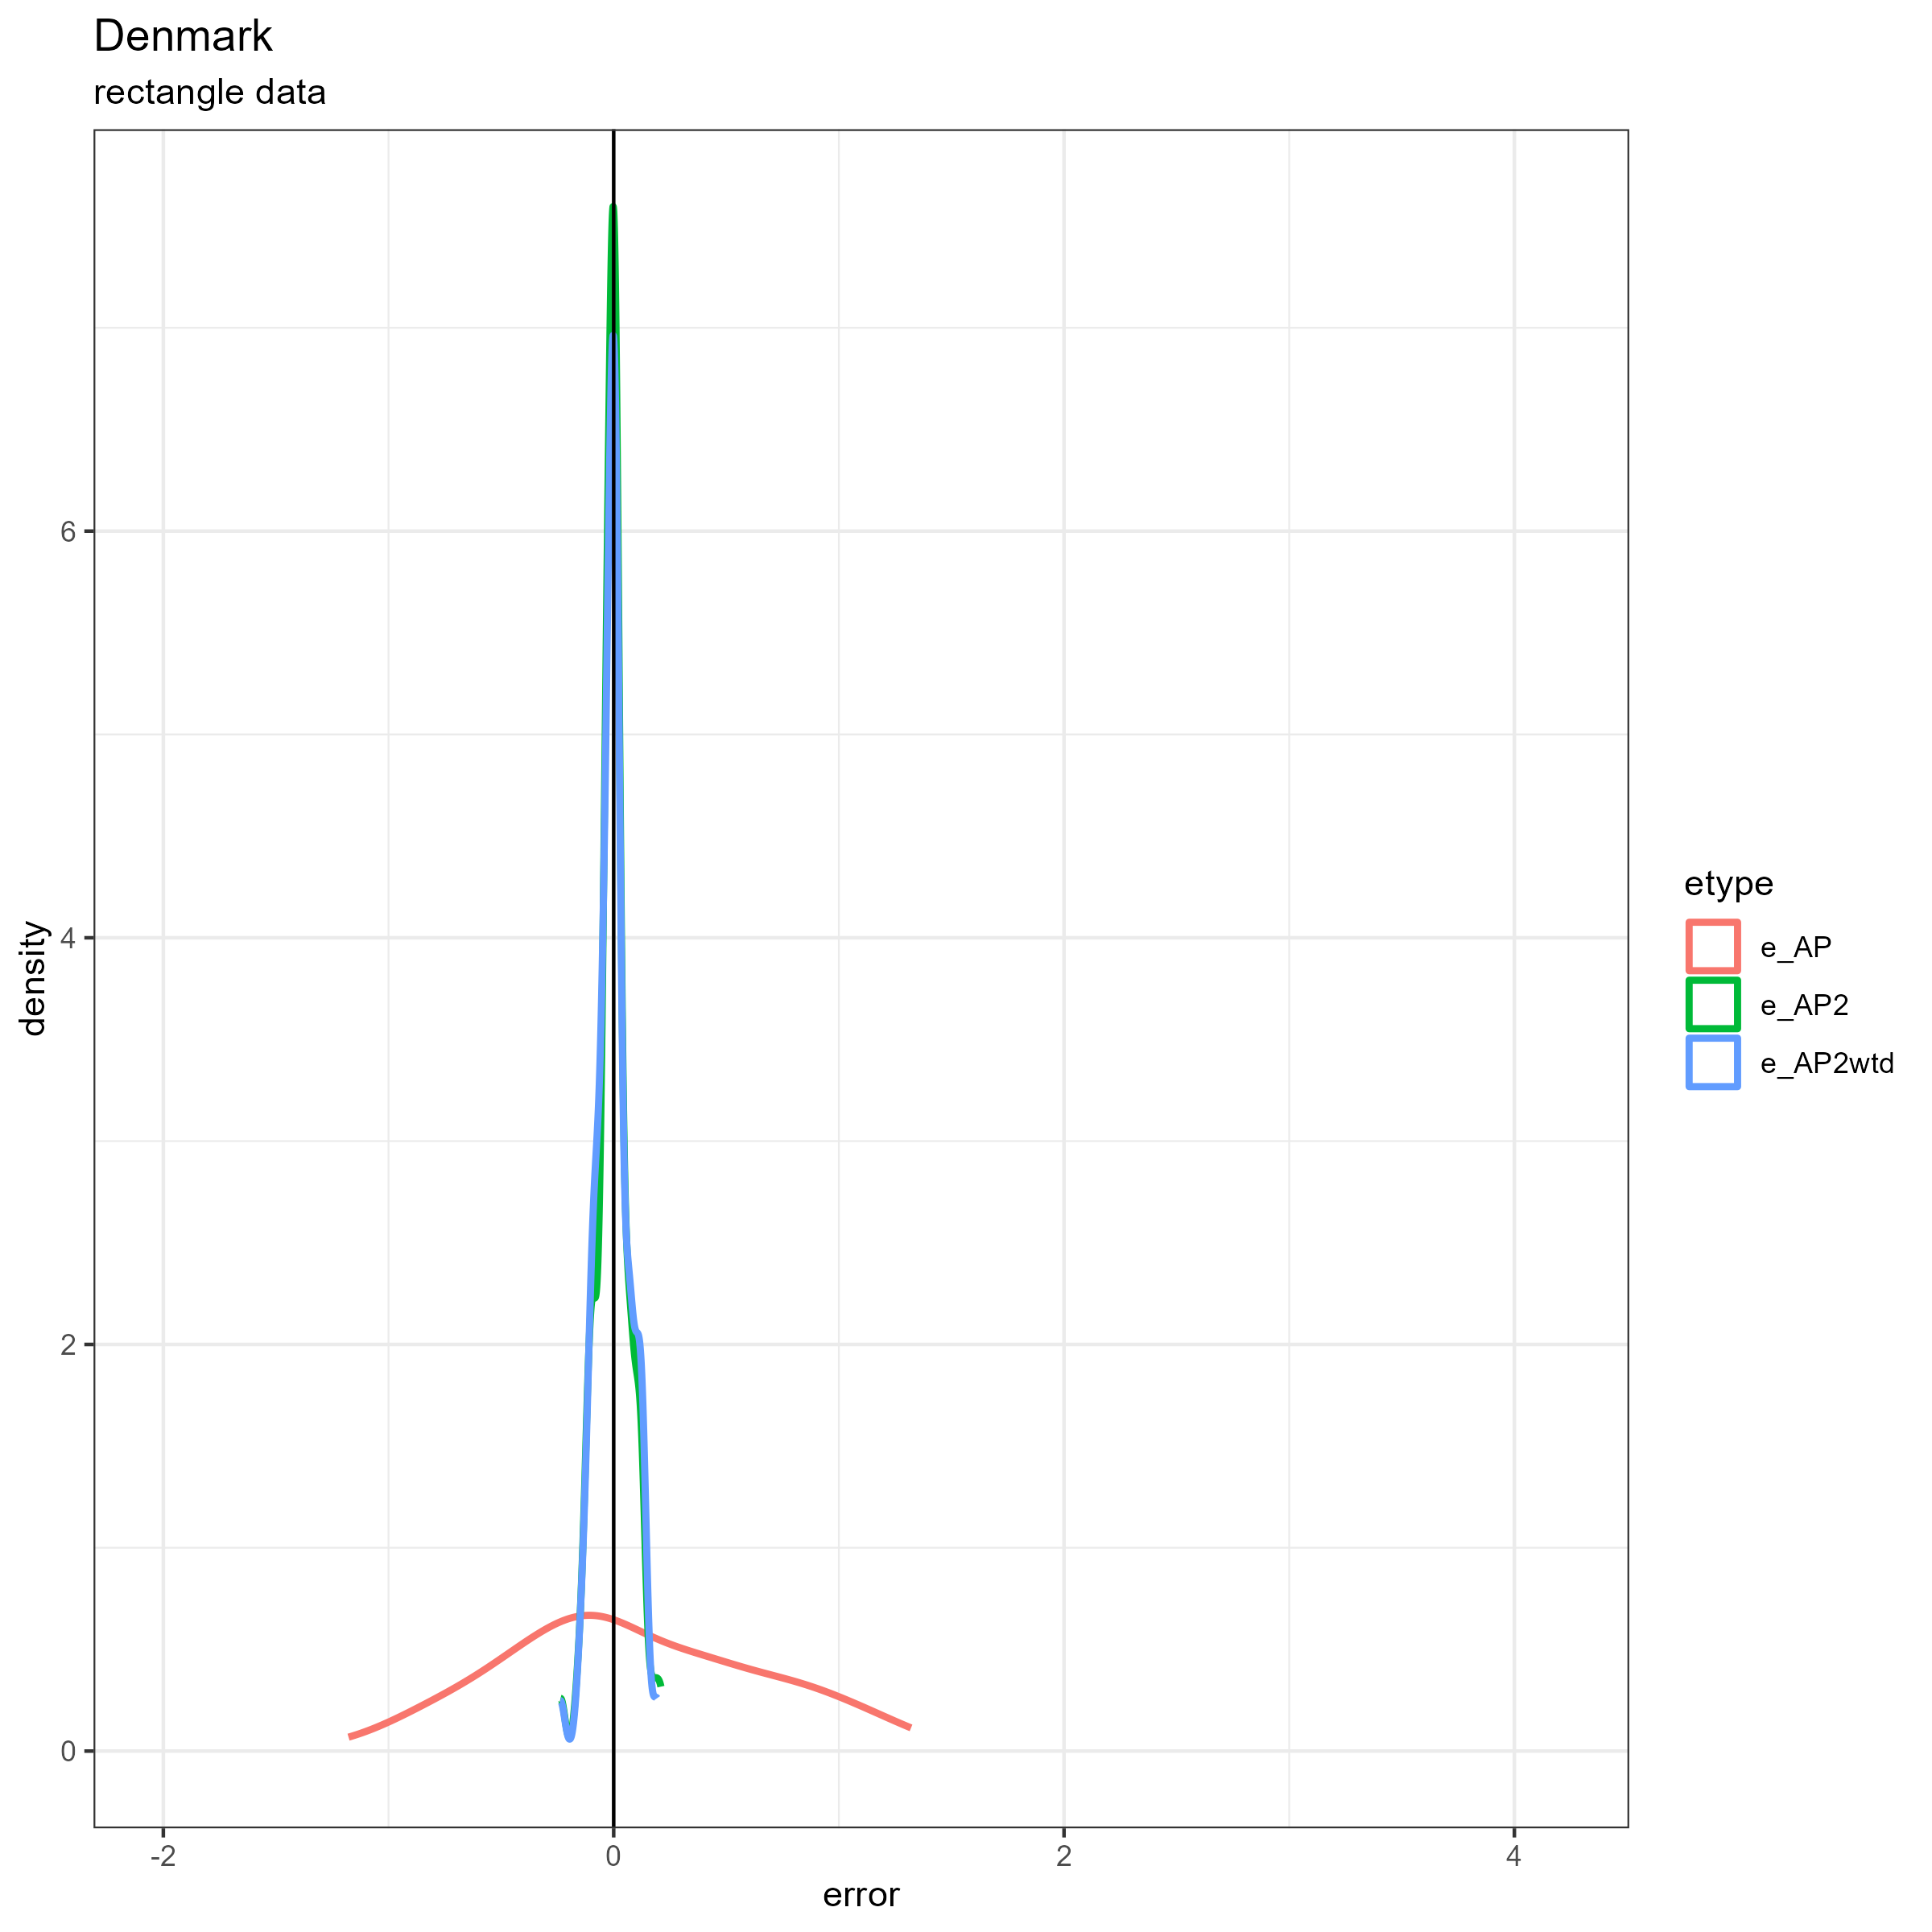 Denmark
rectangle data
6
4
2
0
density
-2
0
2
4
error
etype
e_AP
e_AP2
e_AP2wtd